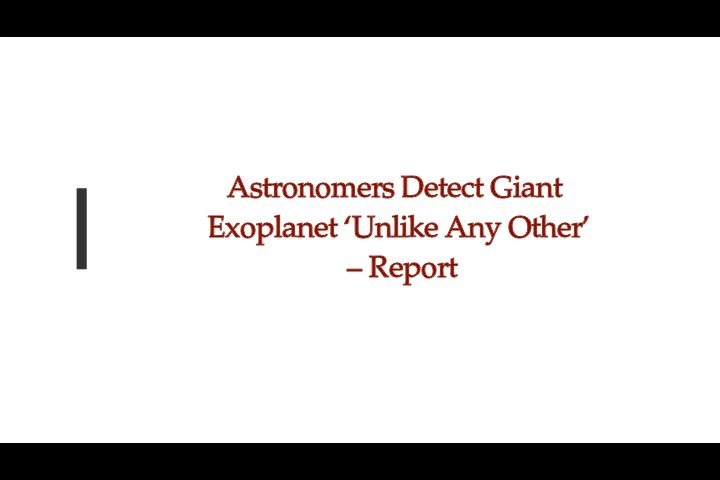 Astronomers Detect Giant
Exoplanet ‘Unlike Any Other’
– Report